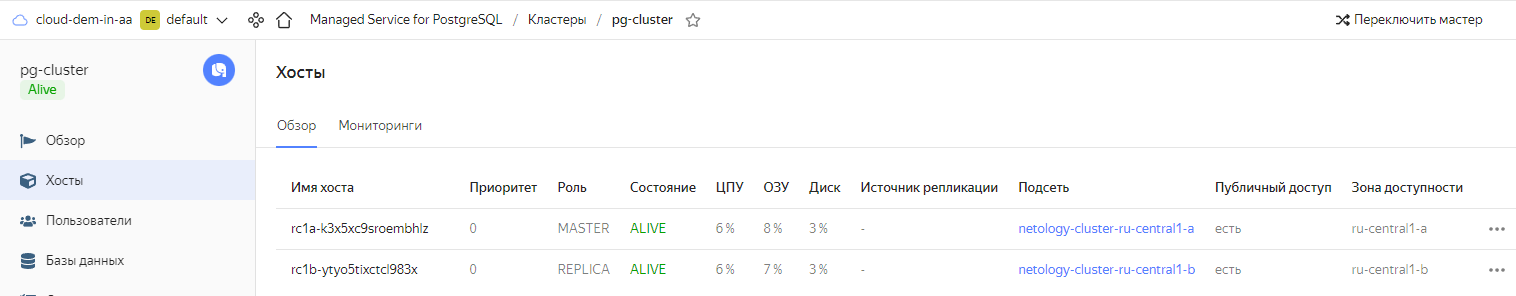 cloud-dem-in-aa DE default Managed Service for PostgreSQL / Кластеры / pg-cluster Переключить мастер
pg-cluster
Alive
Обзор
Хосты
Пользователи
Базы данных
Хосты
Обзор Мониторинги
Имя хоста Приоритет Роль Состояние ЦПУ ОЗУ Диск Источник репликации Подсеть Публичный доступ Зона доступности
rc1a-k3x5xc9sroembhlz 0 MASTER ALIVE 6 % 8 % 3 % - netology-cluster-ru-central1-a есть ru-central1-a
rc1b-ytyo5tixctcl983x 0 REPLICA ALIVE 6 % 7 % 3 % - netology-cluster-ru-central1-b есть ru-central1-b